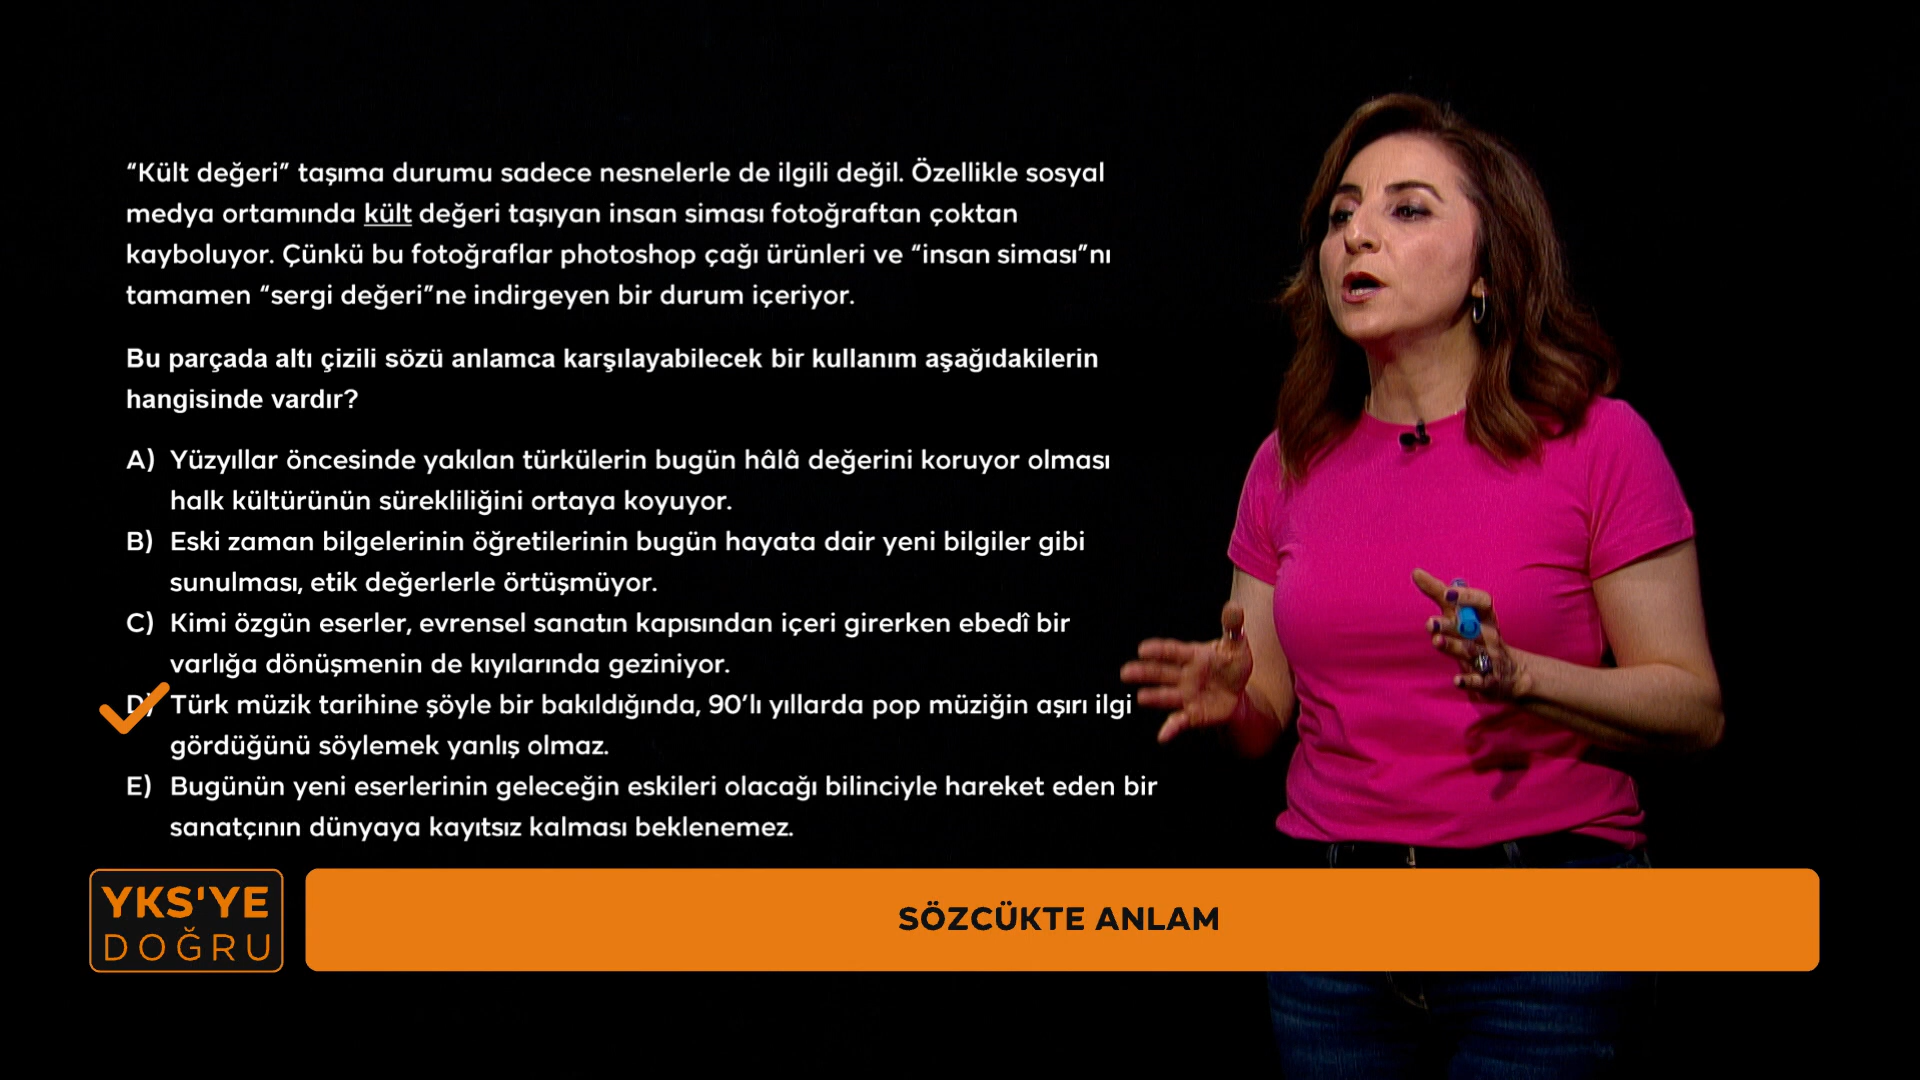 “Kült değeri” taşıma durumu sadece nesnelerle de ilgili değil. Özellikle sosyal
medya ortamında kült değeri taşıyan insan siması fotoğraftan çoktan
kayboluyor. Çünkü bu fotoğraflar photoshop çağı ürünleri ve “insan siması”nı
tamamen “sergi değeri”ne indirgeyen bir durum içeriyor.
Bu parçada altı çizili sözü anlamca karşılayabilecek bir kullanım aşağıdakilerin
hangisinde vardır?
A) Yüzyıllar öncesinde yakılan türkülerin bugün hâlâ değerini koruyor olması
halk kültürünün sürekliliğini ortaya koyuyor.
B) Eski zaman bilgelerinin öğretilerinin bugün hayata dair yeni bilgiler gibi
sunulması, etik değerlerle örtüşmüyor.
C) Kimi özgün eserler, evrensel sanatın kapısından içeri girerken ebedî bir
varlığa dönüşmenin de kıyılarında geziniyor.
D) Türk müzik tarihine şöyle bir bakıldığında, 90’lı yıllarda pop müziğin aşırı ilgi
gördüğünü söylemek yanlış olmaz.
E) Bugünün yeni eserlerinin geleceğin eskileri olacağı bilinciyle hareket eden bir
sanatçının dünyaya kayıtsız kalması beklenemez.
YKS'YE
DOĞRU
SÖZCÜKTE ANLAM